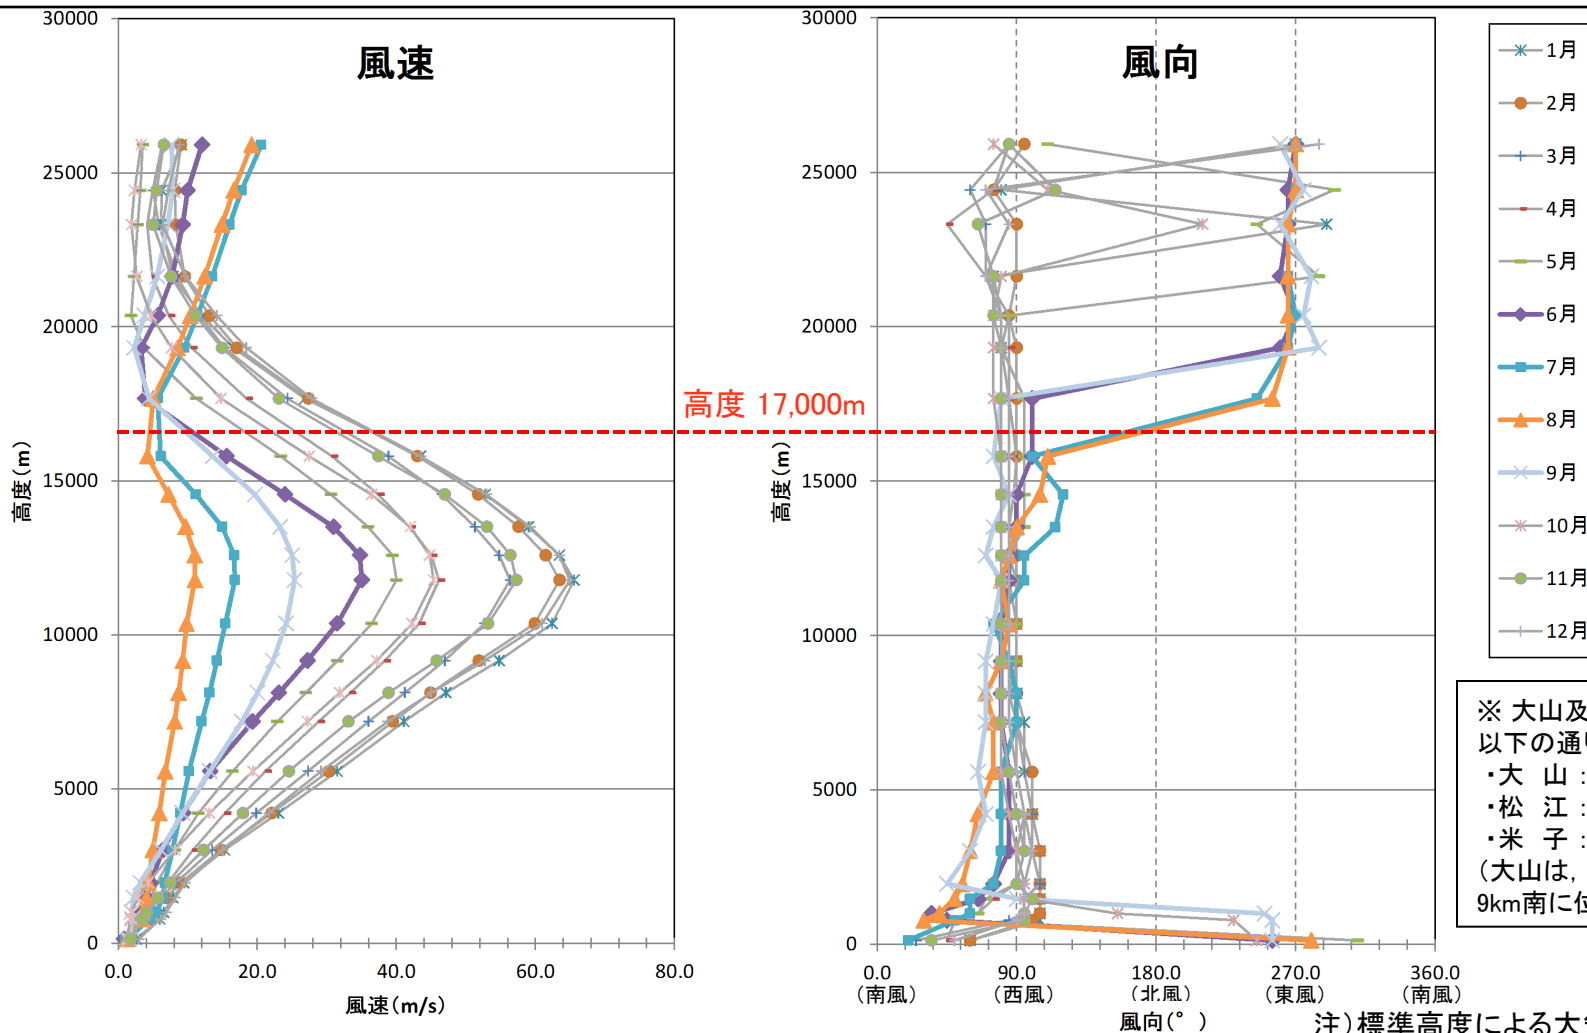 風速
30000
25000
20000
15000
10000
5000
0
高度(m)
0.0
20.0
40.0
60.0
80.0
風速(m/s)
高度 17,000m
風向
30000
25000
20000
15000
10000
5000
0
高度(m)
0.0
90.0
180.0
270.0
360.0
(南風)
(西風)
(北風)
(東風)
(南風)
風向(°)
1月
2月
3月
4月
5月
6月
7月
8月
9月
10月
11月
12月
※ 大山及
以下の通り
・大 山 :
・松 江 :
・米 子 :
(大山は,
9km南に位
注)標準高度による大気